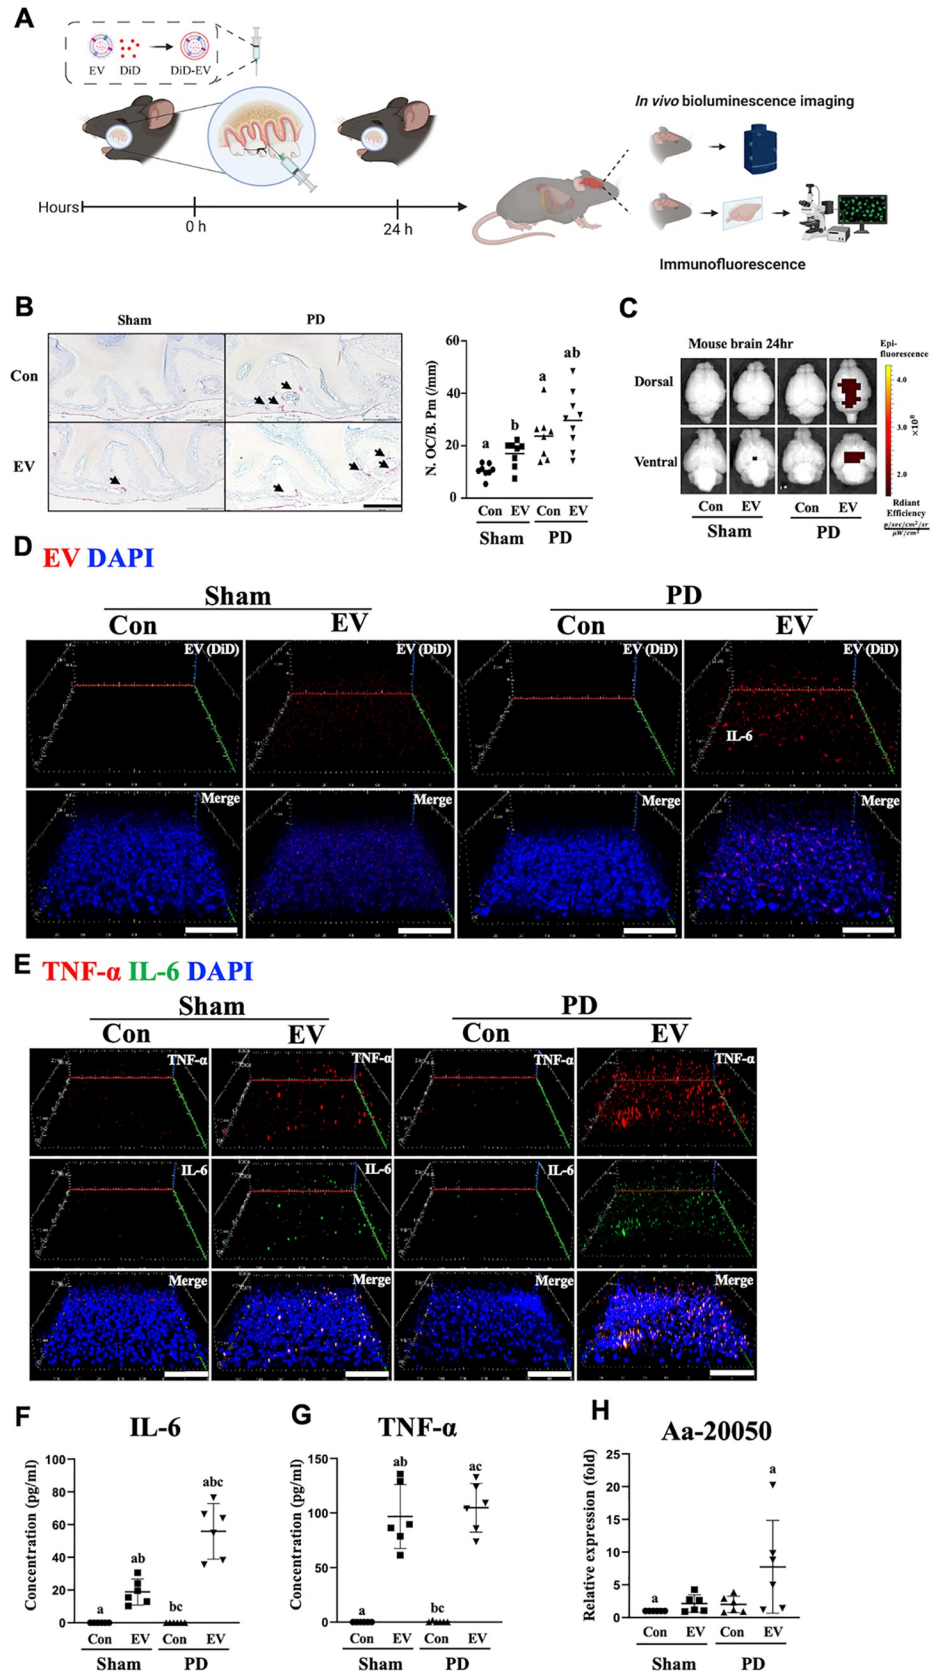 A
EV DiD DiD-EV
In vivo bioluminescence imaging
Hours
0 h
24 h
Immunofluorescence
B
Sham PD
Con
EV
N. OC/B. Pm (/mm)
60
40
20
0
a b a ab
Con EV Con EV
Sham PD
C
Mouse brain 24hr
Epi-
fluorescence
Dorsal
Ventral
4.0
3.0
2.0
×10⁸
Con EV Con EV
Sham PD
Rdiant
Efficiency
p/sec/cm²/sr
µW/cm²
D
EV DAPI
Sham PD
Con EV Con EV
EV (DiD) EV (DiD) EV (DiD) EV (DiD)
IL-6
Merge Merge Merge Merge
E
TNF-α IL-6 DAPI
Sham PD
Con EV Con EV
TNF-α TNF-α TNF-α TNF-α
IL-6 IL-6 IL-6 IL-6
Merge Merge Merge Merge
F
IL-6
Concentration (pg/ml)
100
80
60
40
20
0
a ab bc abc
Con EV Con EV
Sham PD
G
TNF-α
Concentration (pg/ml)
150
100
50
0
a ab bc ac
Con EV Con EV
Sham PD
H
Aa-20050
Relative expression (fold)
25
20
15
10
5
0
a a
Con EV Con EV
Sham PD